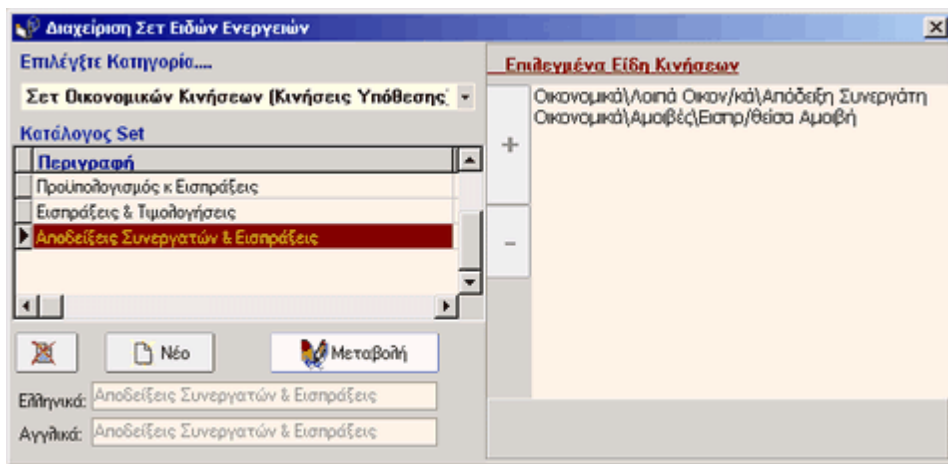 Διαχείριση Σετ Ειδών Ενεργειών
Επιλέγξτε Κατηγορία....
Σετ Οικονομικών Κινήσεων (Κινήσεις Υπόθεσης)
Κατάλογος Set
Περιγραφή
Προϋπολογισμός κ Εισπράξεις
Εισπράξεις & Τιμολογήσεις
Αποδείξεις Συνεργατών & Εισπράξεις
Νέο
Μεταβολή
Ελληνικά: Αποδείξεις Συνεργατών & Εισπράξεις
Αγγλικά: Αποδείξεις Συνεργατών & Εισπράξεις
Επιλεγμένα Είδη Κινήσεων
+
-
Οικονομικά\Λοιπά Οικον/κά\Απόδειξη Συνεργάτη
Οικονομικά\Αμοιβές\Εισπρ/θείσα Αμοιβή